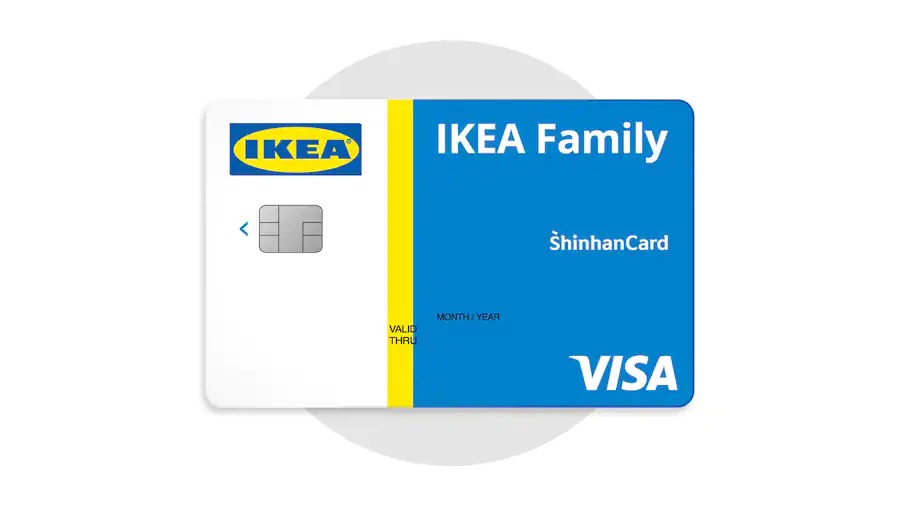 IKEA®
IKEA Family
ShinhanCard
MONTH / YEAR
VALID
THRU
VISA